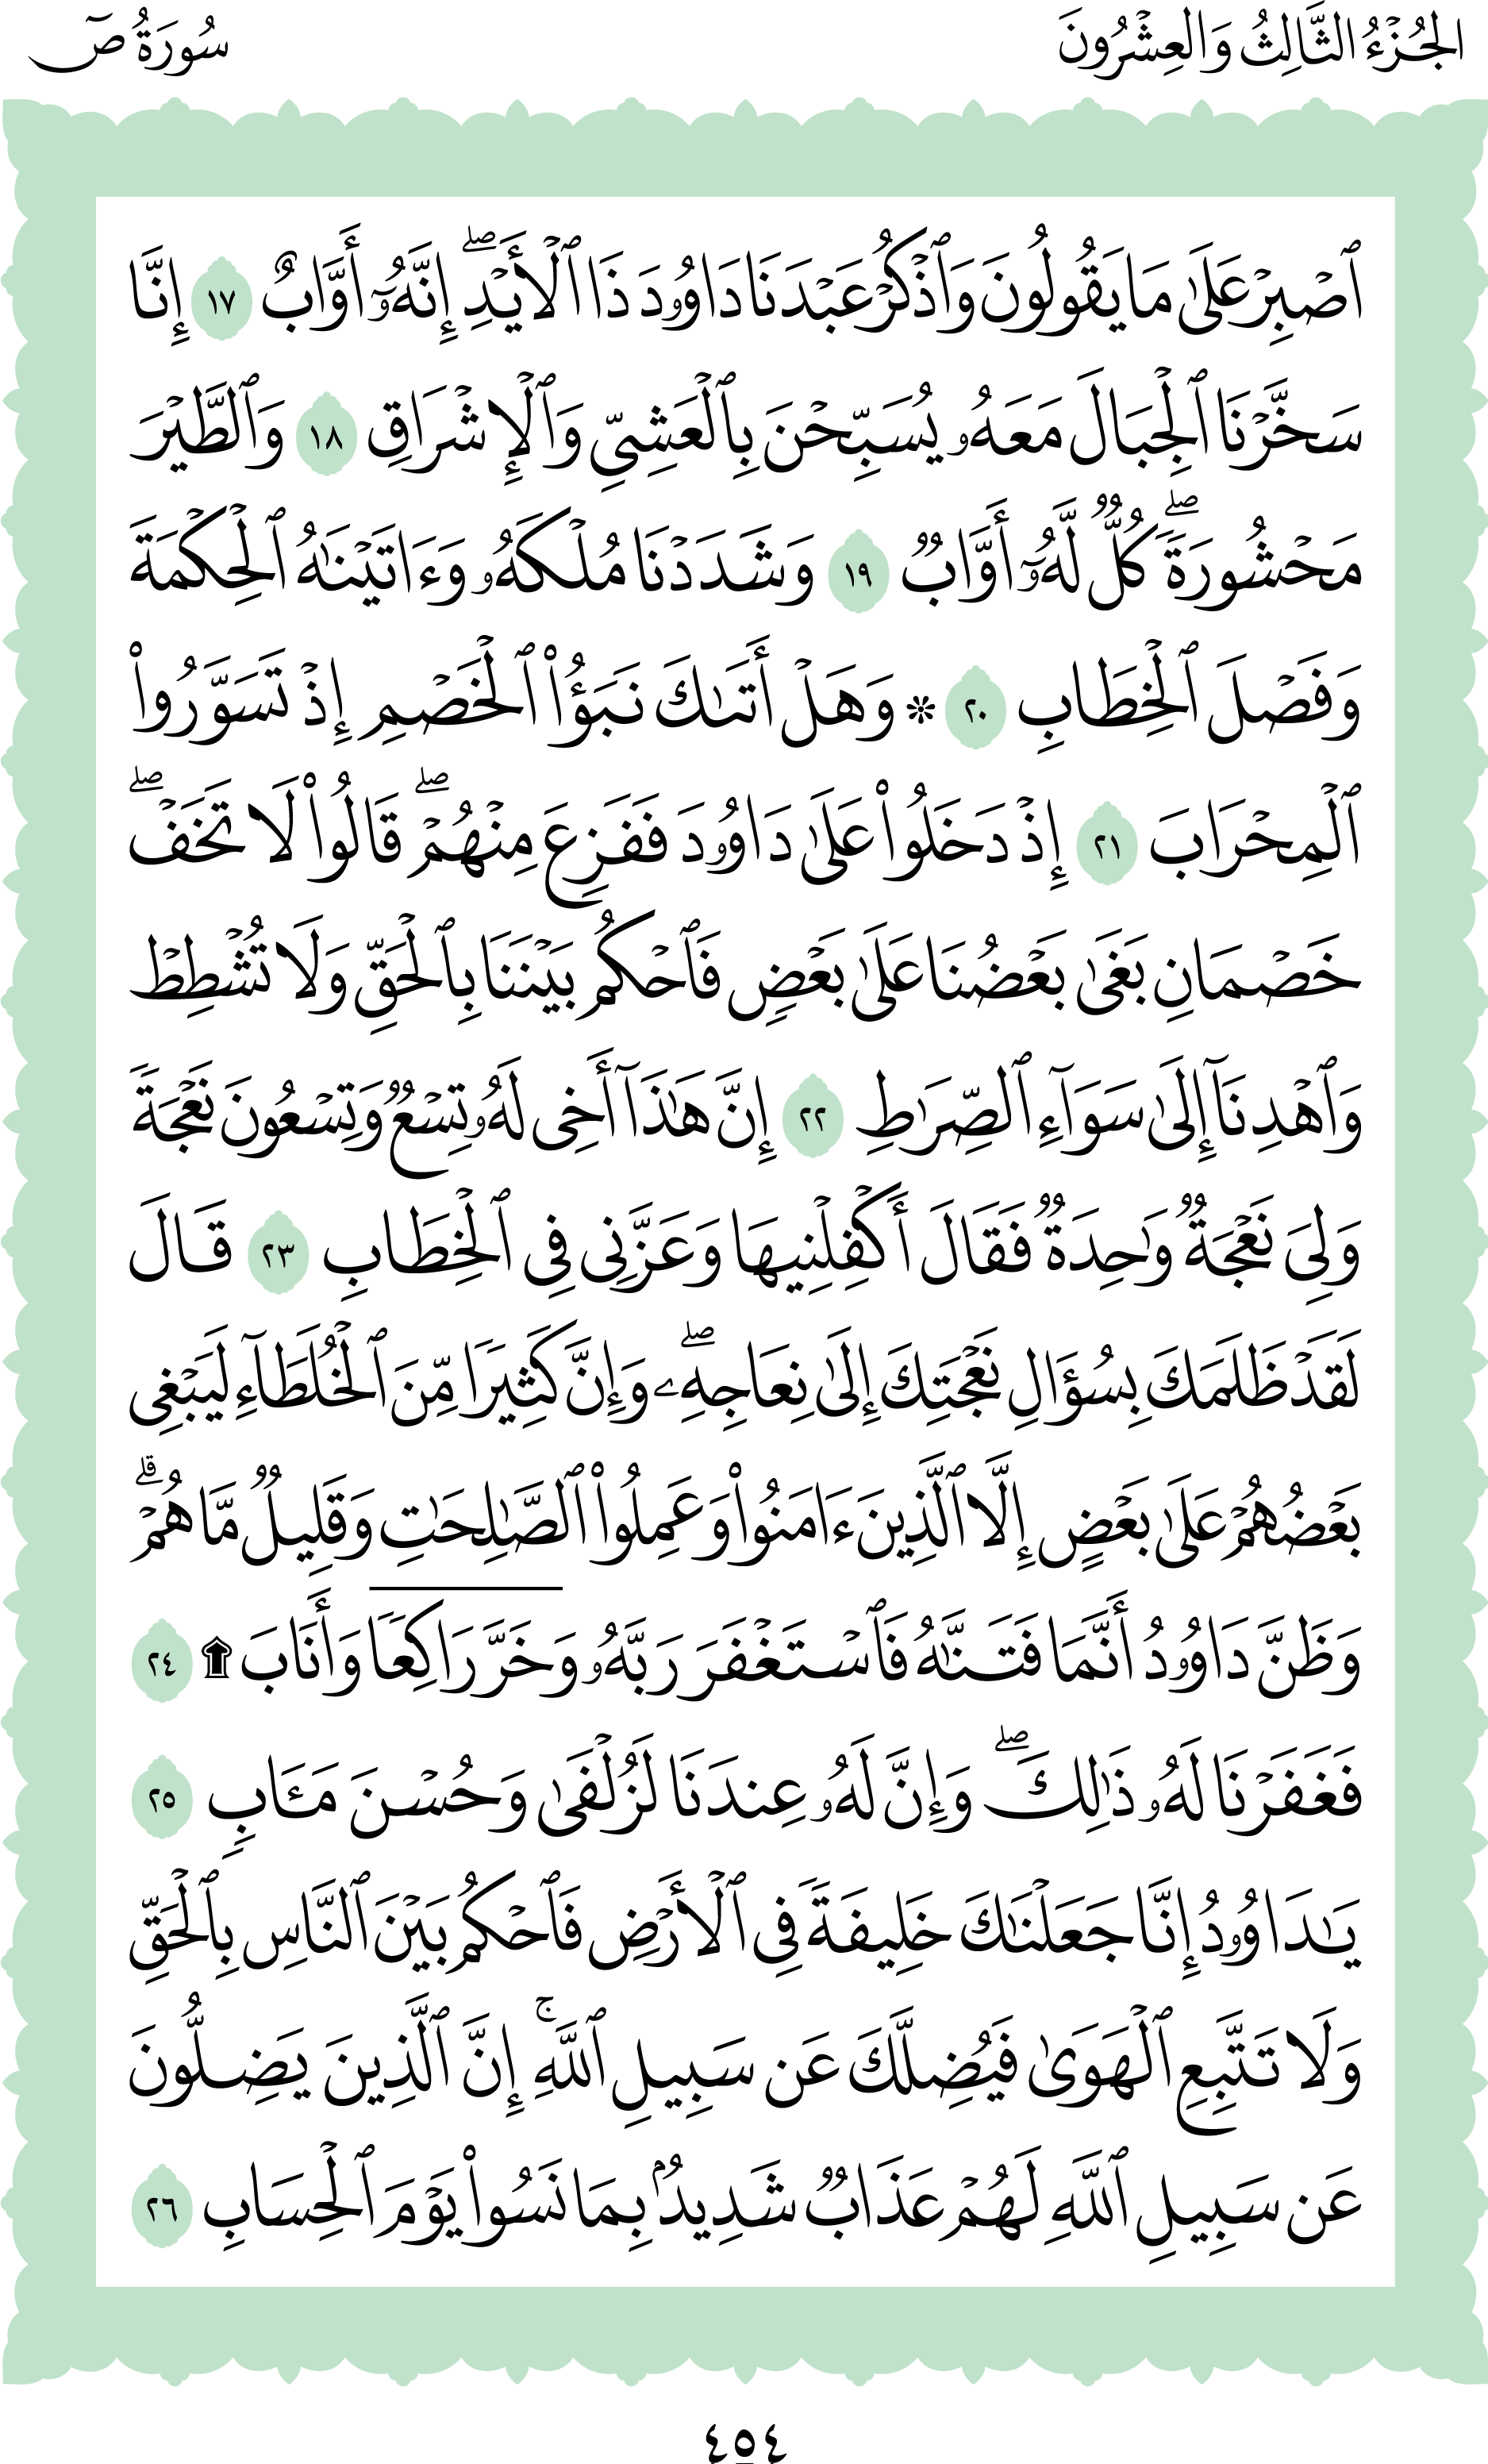 الجُزْءُ الثَّالِثُ وَالعِشْرُونَ
سُورَةُ صٓ
ٱصْبِرْ عَلَىٰ مَا يَقُولُونَ وَٱذْكُرْ عَبْدَنَا دَاوُۥدَ ذَا ٱلْأَيْدِۖ إِنَّهُۥٓ أَوَّابٌ ١٧ إِنَّا
سَخَّرْنَا ٱلْجِبَالَ مَعَهُۥ يُسَبِّحْنَ بِٱلْعَشِىِّ وَٱلْإِشْرَاقِ ١٨ وَٱلطَّيْرَ
مَحْشُورَةًۖ كُلٌّ لَّهُۥٓ أَوَّابٌ ١٩ وَشَدَدْنَا مُلْكَهُۥ وَءَاتَيْنَٰهُ ٱلْحِكْمَةَ
وَفَصْلَ ٱلْخِطَابِ ٢٠ ۞ وَهَلْ أَتَىٰكَ نَبَؤُا۟ ٱلْخَصْمِ إِذْ تَسَوَّرُوا۟
ٱلْمِحْرَابَ ٢١ إِذْ دَخَلُوا۟ عَلَىٰ دَاوُۥدَ فَفَزِعَ مِنْهُمْۖ قَالُوا۟ لَا تَخَفْۖ
خَصْمَانِ بَغَىٰ بَعْضُنَا عَلَىٰ بَعْضٍ فَٱحْكُم بَيْنَنَا بِٱلْحَقِّ وَلَا تُشْطِطْ
وَٱهْدِنَآ إِلَىٰ سَوَآءِ ٱلصِّرَٰطِ ٢٢ إِنَّ هَٰذَآ أَخِى لَهُۥ تِسْعٌ وَتِسْعُونَ نَعْجَةً
وَلِىَ نَعْجَةٌ وَٰحِدَةٌ فَقَالَ أَكْفِلْنِيهَا وَعَزَّنِى فِى ٱلْخِطَابِ ٢٣ قَالَ
لَقَدْ ظَلَمَكَ بِسُؤَالِ نَعْجَتِكَ إِلَىٰ نِعَاجِهِۦۖ وَإِنَّ كَثِيرًا مِّنَ ٱلْخُلَطَآءِ لَيَبْغِى
بَعْضُهُمْ عَلَىٰ بَعْضٍ إِلَّا ٱلَّذِينَ ءَامَنُوا۟ وَعَمِلُوا۟ ٱلصَّٰلِحَٰتِ وَقَلِيلٌ مَّا هُمْۗ
وَظَنَّ دَاوُۥدُ أَنَّمَا فَتَنَّٰهُ فَٱسْتَغْفَرَ رَبَّهُۥ وَخَرَّ رَاكِعًا وَأَنَابَ ۩ ٢٤
فَغَفَرْنَا لَهُۥ ذَٰلِكَۖ وَإِنَّ لَهُۥ عِندَنَا لَزُلْفَىٰ وَحُسْنَ مَـَٔابٍ ٢٥
يَٰدَاوُۥدُ إِنَّا جَعَلْنَٰكَ خَلِيفَةً فِى ٱلْأَرْضِ فَٱحْكُم بَيْنَ ٱلنَّاسِ بِٱلْحَقِّ
وَلَا تَتَّبِعِ ٱلْهَوَىٰ فَيُضِلَّكَ عَن سَبِيلِ ٱللَّهِۚ إِنَّ ٱلَّذِينَ يَضِلُّونَ
عَن سَبِيلِ ٱللَّهِ لَهُمْ عَذَابٌ شَدِيدٌۢ بِمَا نَسُوا۟ يَوْمَ ٱلْحِسَابِ ٢٦
٤٥٤